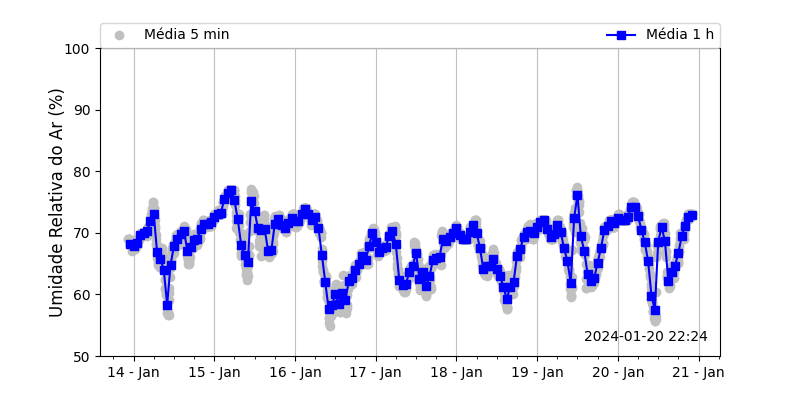 Média 5 min
Média 1 h
Umidade Relativa do Ar (%)
100
90
80
70
60
50
2024-01-20 22:24
14 - Jan
15 - Jan
16 - Jan
17 - Jan
18 - Jan
19 - Jan
20 - Jan
21 - Jan